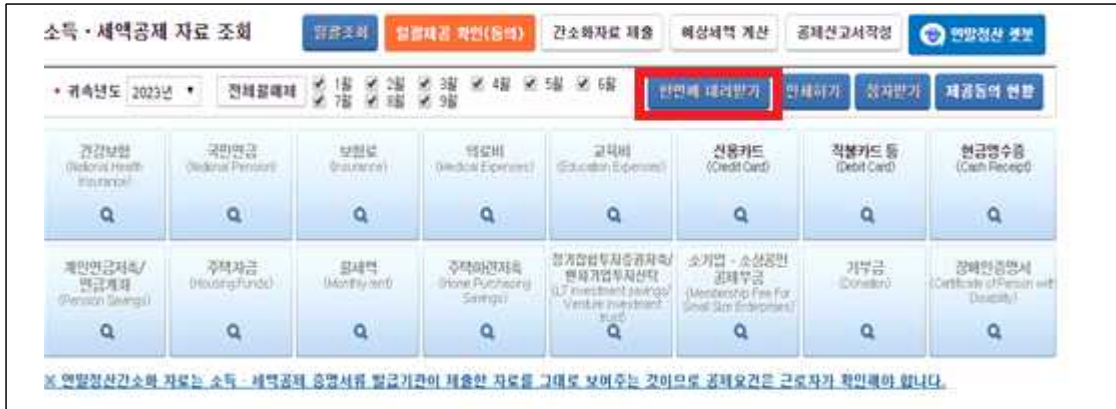 소득·세액공제 자료 조회
일괄조회
일괄제공 확인(동의)
간소화자료 제출
예상세액 계산
공제신고서작성
연말정산 챗봇
* 귀속년도 2023년
전체월해제
1월 2월 3월 4월 5월 6월
7월 8월 9월
한번에 내려받기
인쇄하기
제공동의 현황
건강보험
(National Health Insurance)
국민연금
(National Pension)
보험료
(Insurance)
의료비
(Medical Expenses)
교육비
(Education Expenses)
신용카드
(Credit Card)
직불카드 등
(Debit Card)
현금영수증
(Cash Receipt)
개인연금저축/
연금계좌
(Pension Savings)
주택자금
(Housing Funds)
월세액
(Monthly rent)
주택마련저축
(Home Purchasing
Savings)
장기집합투자증권저축/
벤처기업투자신탁
(LT investment savings/
Venture investment
trust)
소기업·소상공인
공제부금
(Membership Fee For
Small Size Enterprises)
기부금
(Donation)
장애인증명서
(Certificate of Person with
Disability)
※ 연말정산간소화 자료는 소득·세액공제 증명서류 발급기관이 제출한 자료를 그대로 보여주는 것이므로 공제요건은 근로자가 확인해야 합니다.